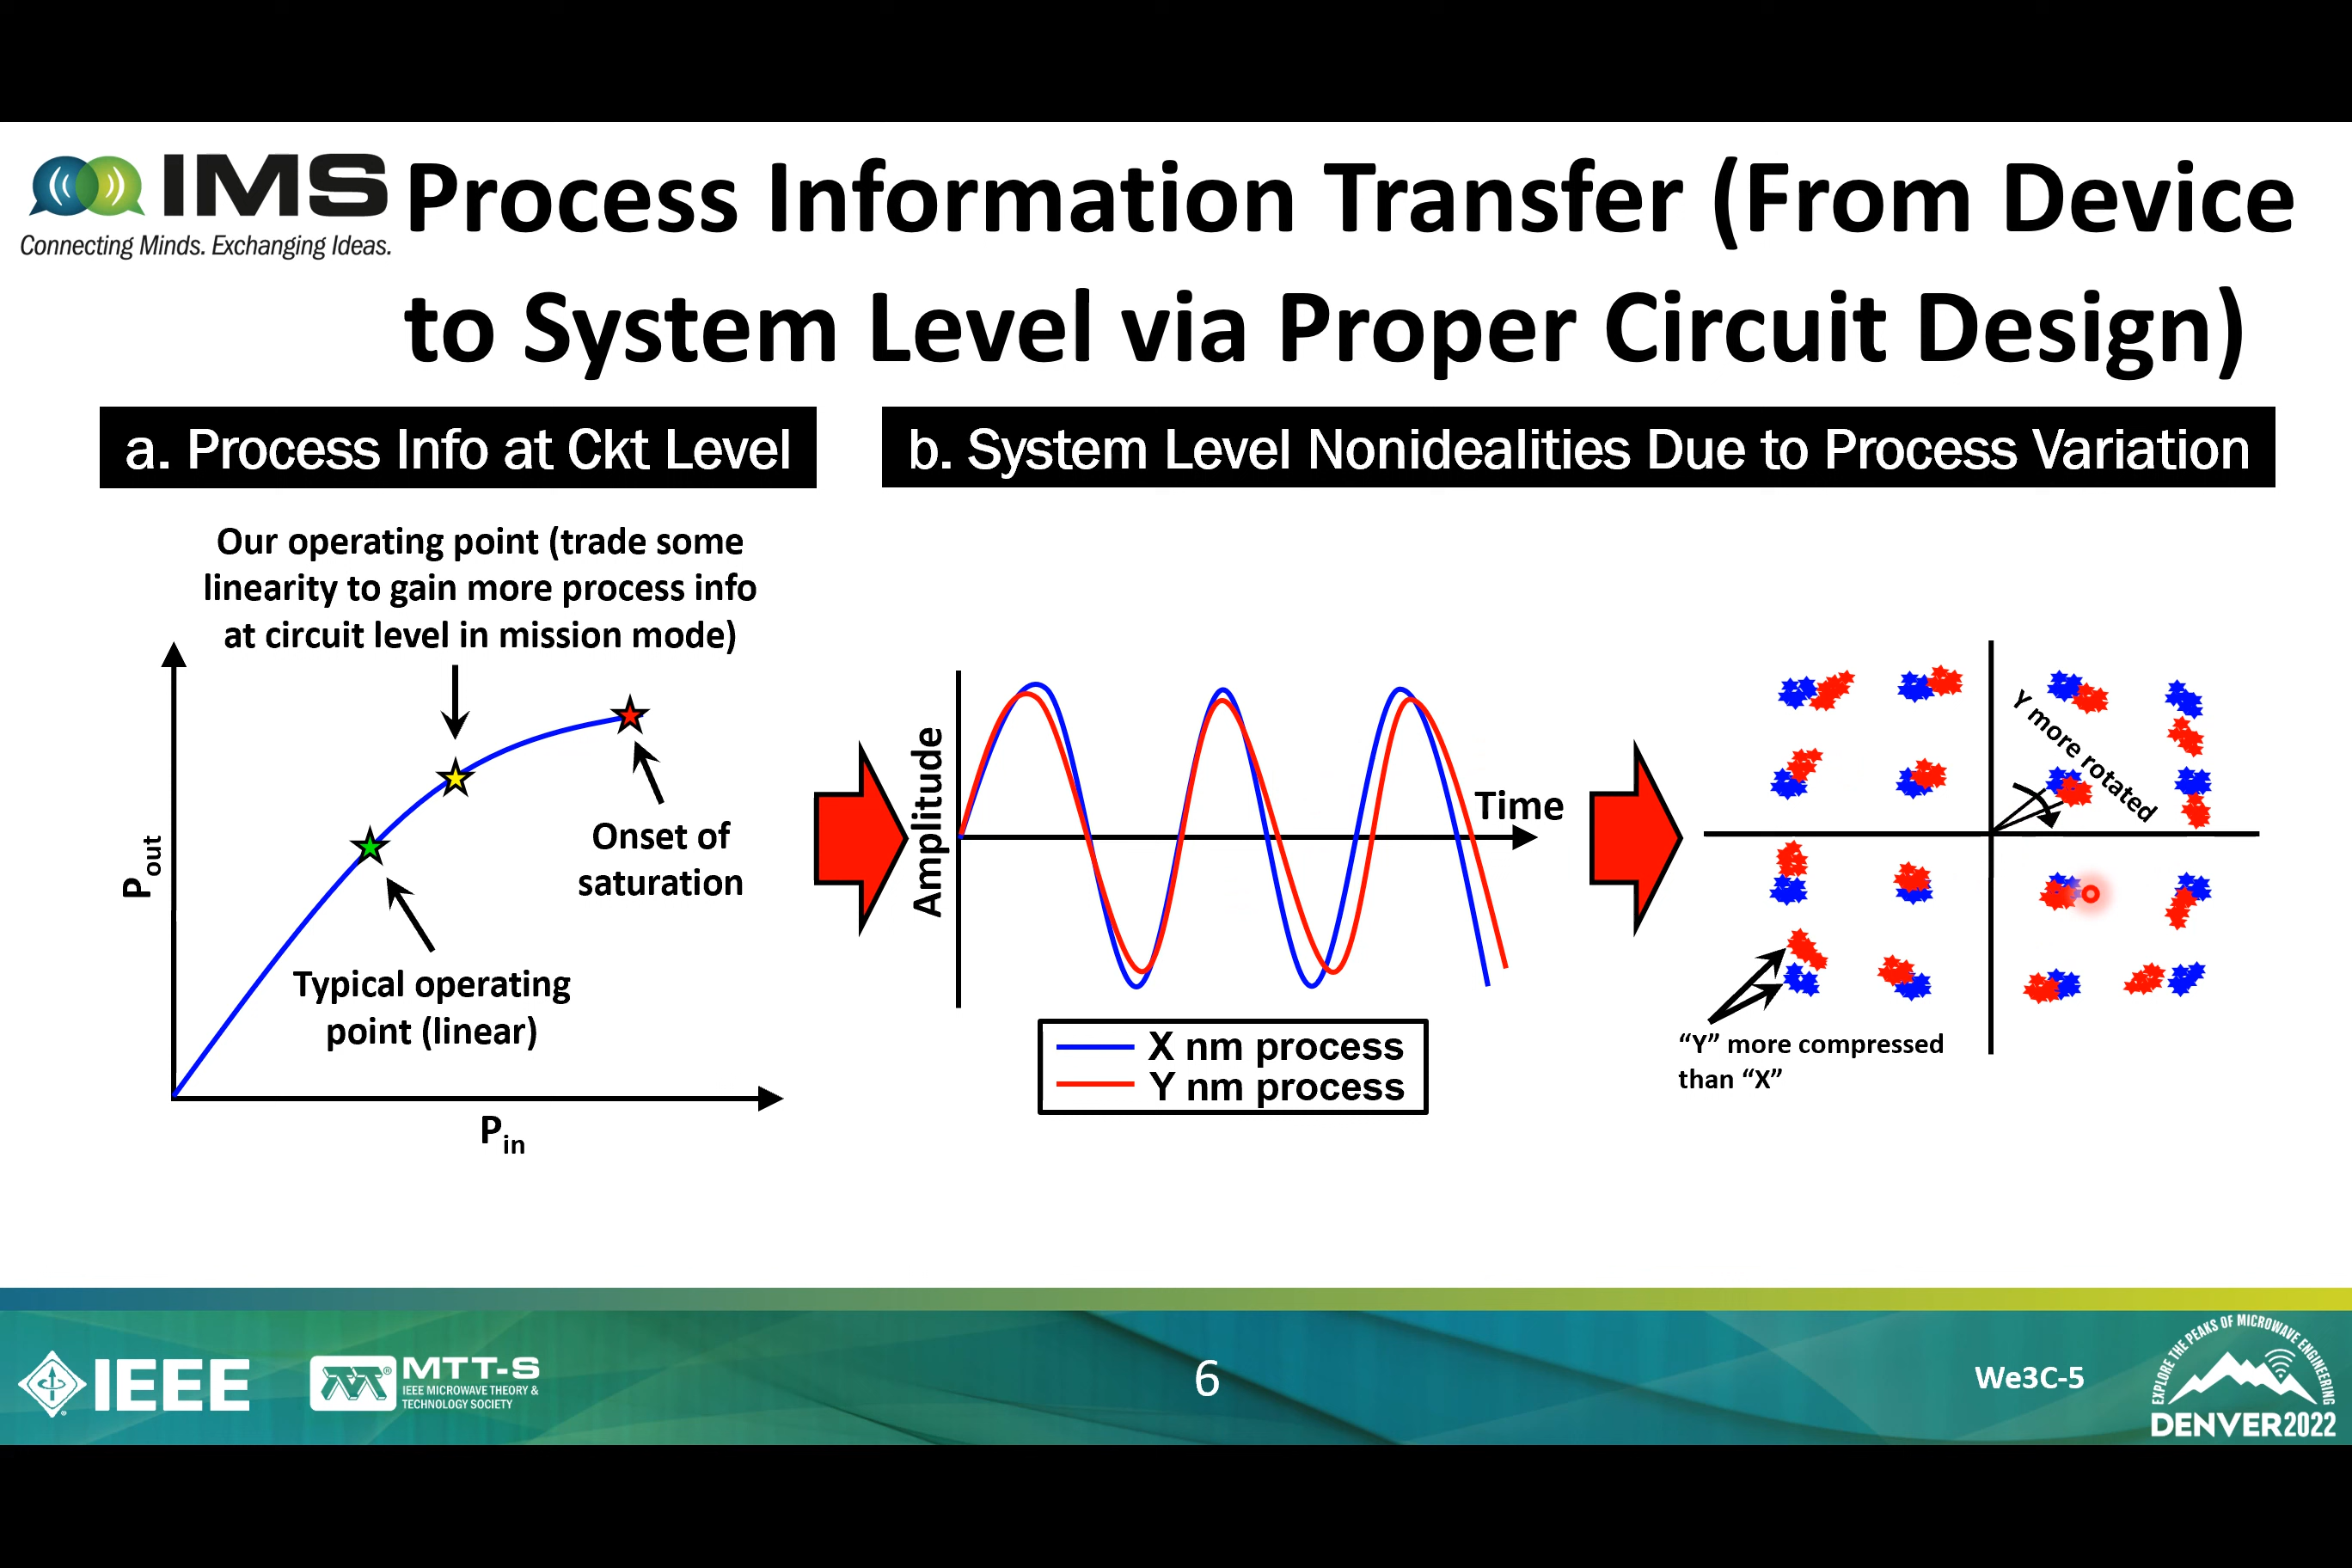 IMS
Connecting Minds. Exchanging Ideas.
Process Information Transfer (From Device
to System Level via Proper Circuit Design)
a. Process Info at Ckt Level
b. System Level Nonidealities Due to Process Variation
Our operating point (trade some
linearity to gain more process info
at circuit level in mission mode)
Onset of
saturation
Typical operating
point (linear)
Pout
Pin
Amplitude
Time
X nm process
Y nm process
Y more rotated
“Y” more compressed
than “X”
IEEE
MTT-S
IEEE MICROWAVE THEORY &
TECHNOLOGY SOCIETY
6
We3C-5
EXPLORE THE PEAKS OF MICROWAVE ENGINEERING
DENVER2022